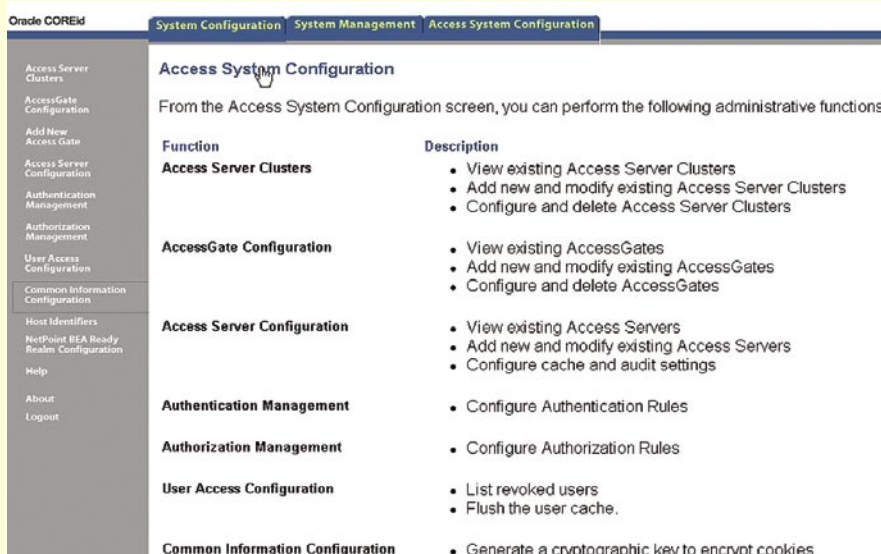 Oracle COREid
System Configuration
System Management
Access System Configuration
Access Server
Clusters
AccessGate
Configuration
Add New
Access Gate
Access Server
Configuration
Authentication
Management
Authorization
Management
User Access
Configuration
Common Information
Configuration
Host Identifiers
NetPoint BEA Ready
Realm Configuration
Help
About
Logout
Access System Configuration
From the Access System Configuration screen, you can perform the following administrative functions
Function Description
Access Server Clusters
• View existing Access Server Clusters
• Add new and modify existing Access Server Clusters
• Configure and delete Access Server Clusters
AccessGate Configuration
• View existing AccessGates
• Add new and modify existing AccessGates
• Configure and delete AccessGates
Access Server Configuration
• View existing Access Servers
• Add new and modify existing Access Servers
• Configure cache and audit settings
Authentication Management
• Configure Authentication Rules
Authorization Management
• Configure Authorization Rules
User Access Configuration
• List revoked users
• Flush the user cache.
Common Information Configuration
• Generate a cryptographic key to encrypt cookies